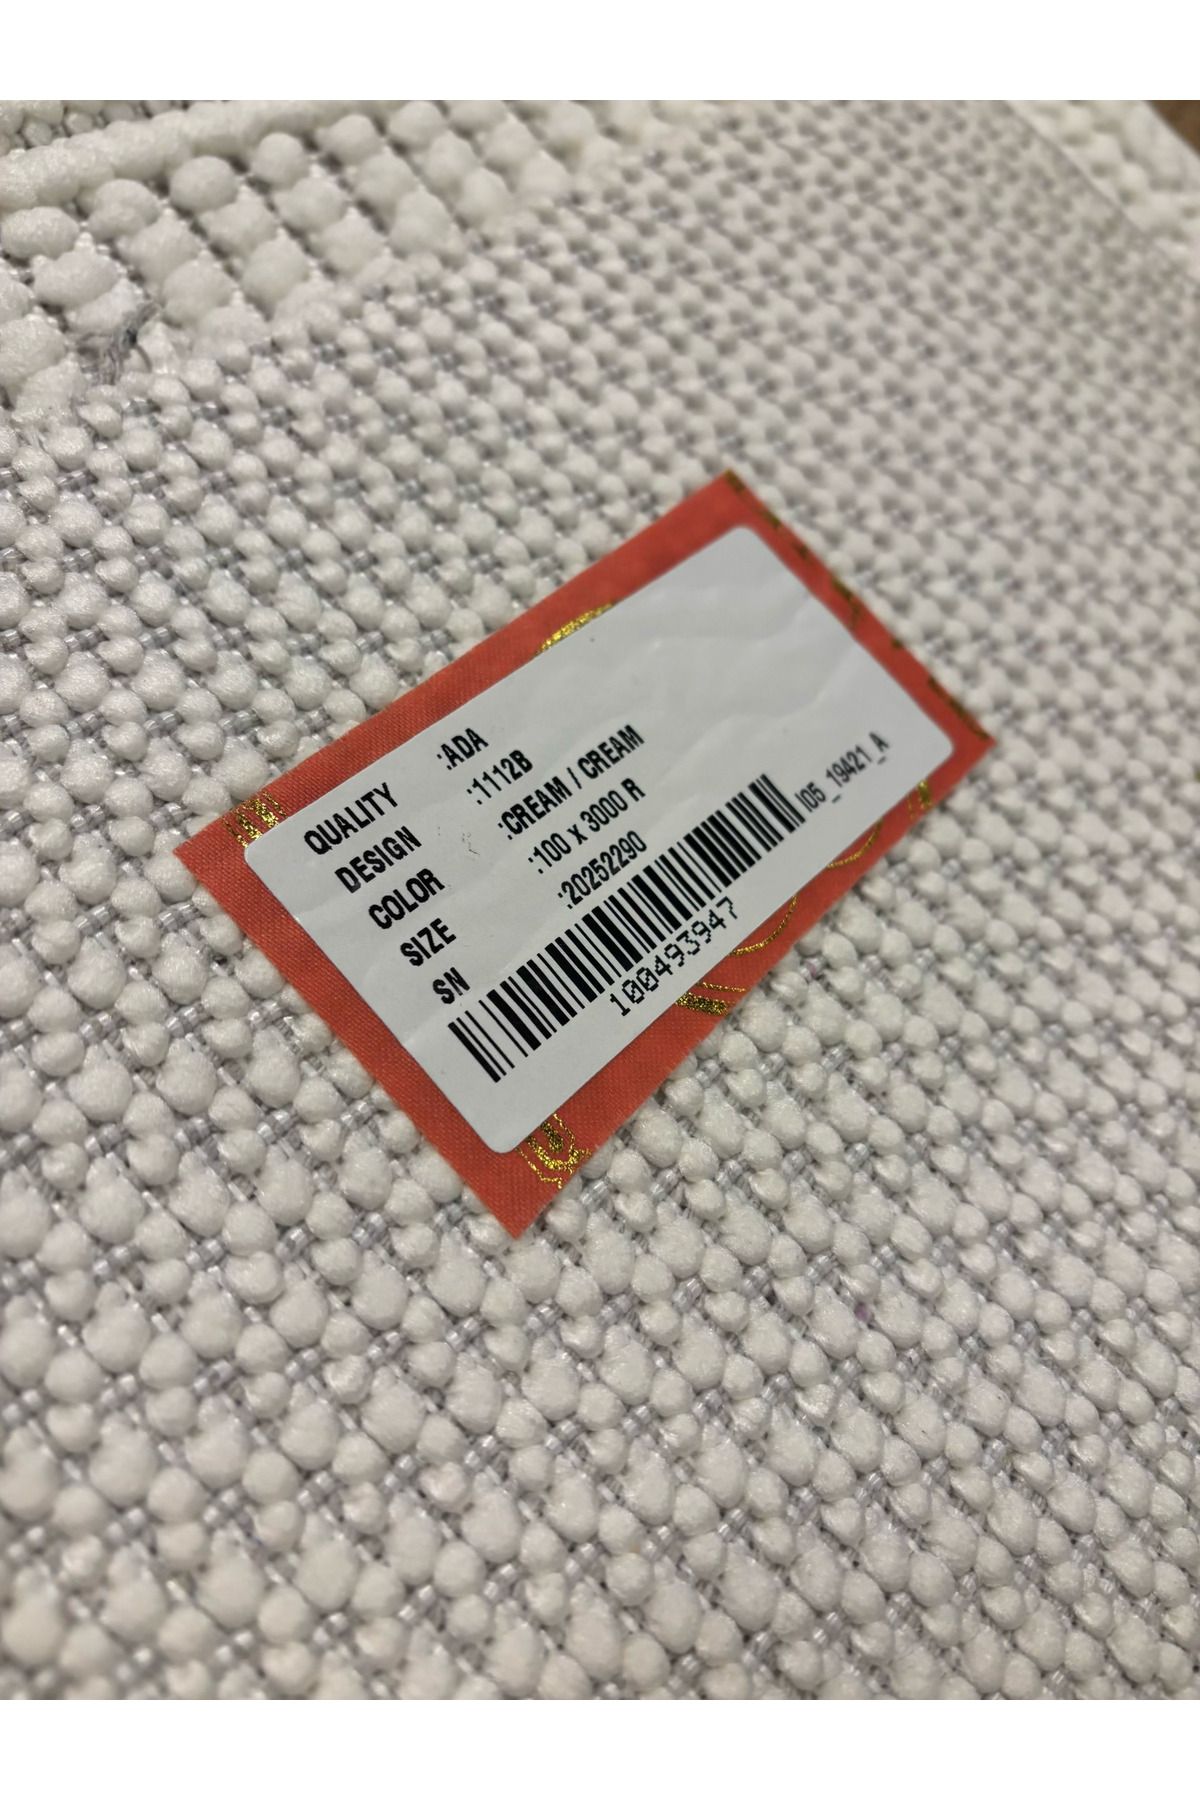 QUALITY :ADA
DESIGN :1112B
COLOR :CREAM / CREAM
SIZE :100 x 3000 R
SN :20252290
I05_19421_A
100493947